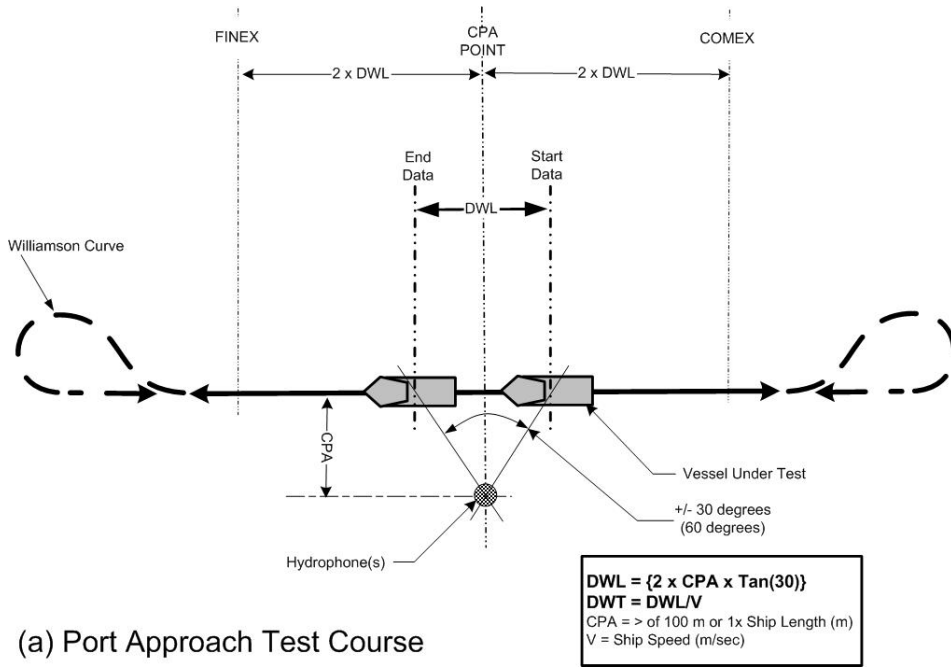 FINEX
CPA
POINT
COMEX
2 x DWL
2 x DWL
End
Data
Start
Data
DWL
Williamson Curve
CPA
Vessel Under Test
+/- 30 degrees
(60 degrees)
Hydrophone(s)
DWL = {2 x CPA x Tan(30)}
DWT = DWL/V
CPA = > of 100 m or 1x Ship Length (m)
V = Ship Speed (m/sec)
(a) Port Approach Test Course